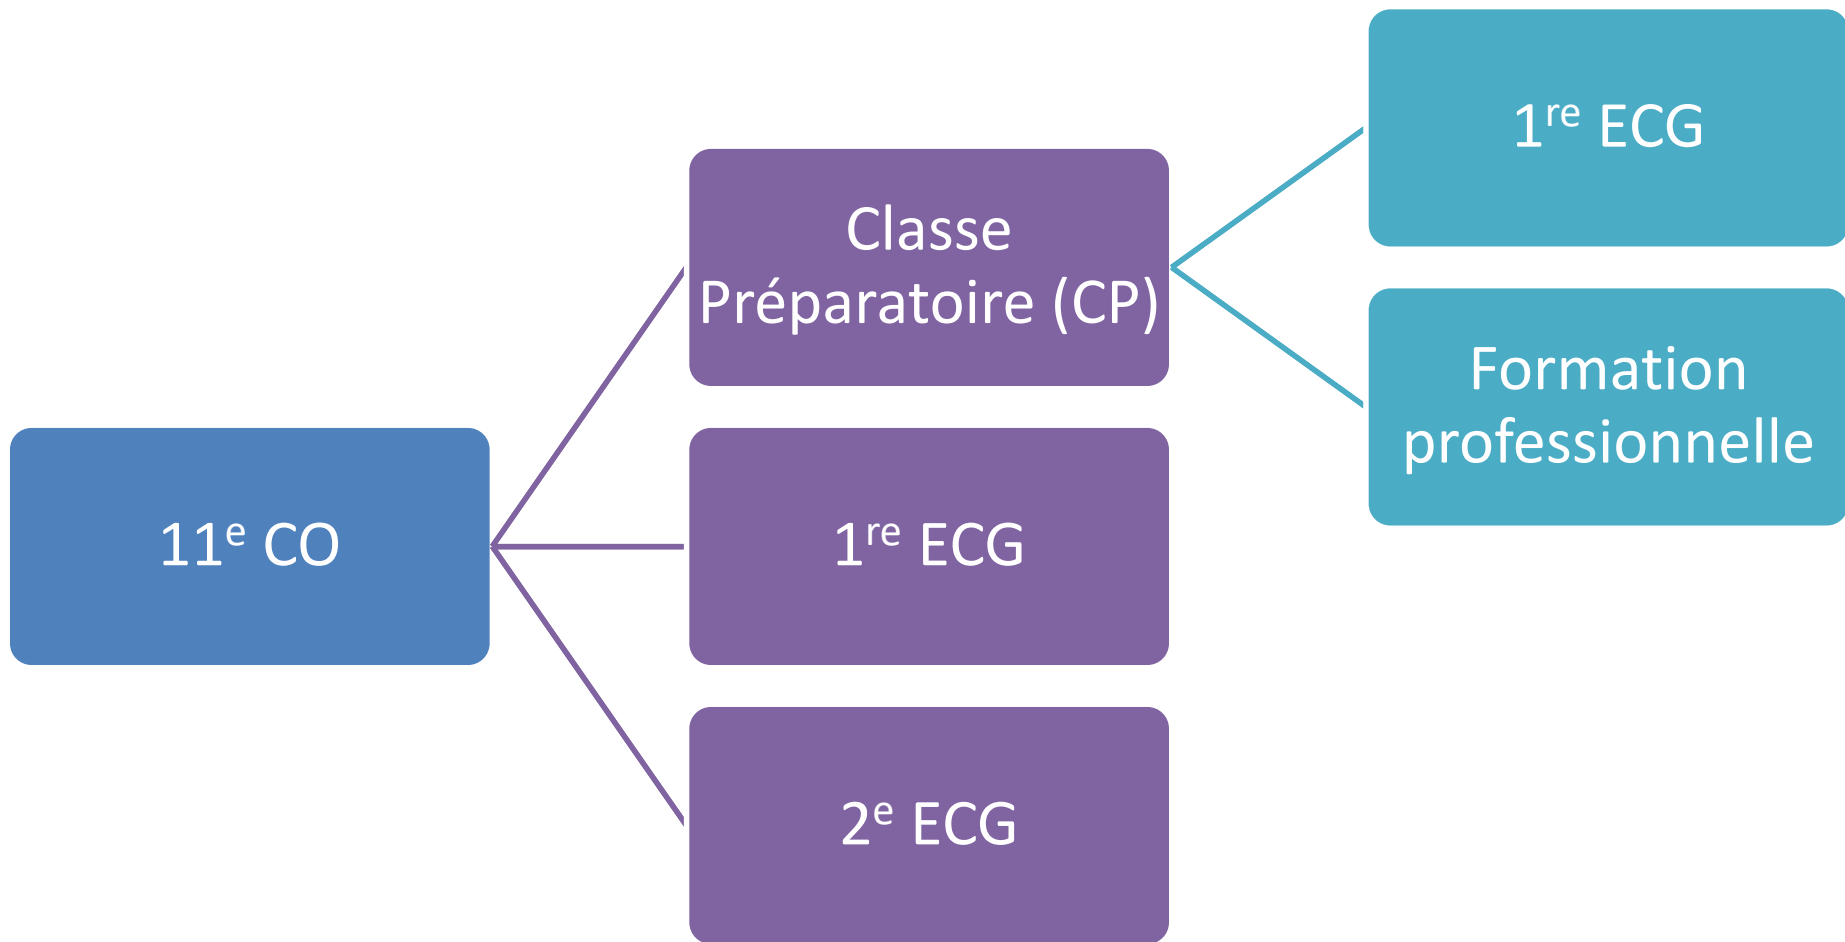 11ᵉ CO
Classe
Préparatoire (CP)
1ʳᵉ ECG
2ᵉ ECG
1ʳᵉ ECG
Formation
professionnelle